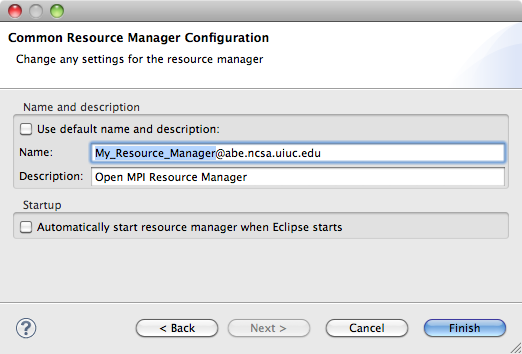 Common Resource Manager Configuration
Change any settings for the resource manager
Name and description
Use default name and description:
Name: My_Resource_Manager@abe.ncsa.uiuc.edu
Description: Open MPI Resource Manager
Startup
Automatically start resource manager when Eclipse starts
? < Back Next > Cancel Finish